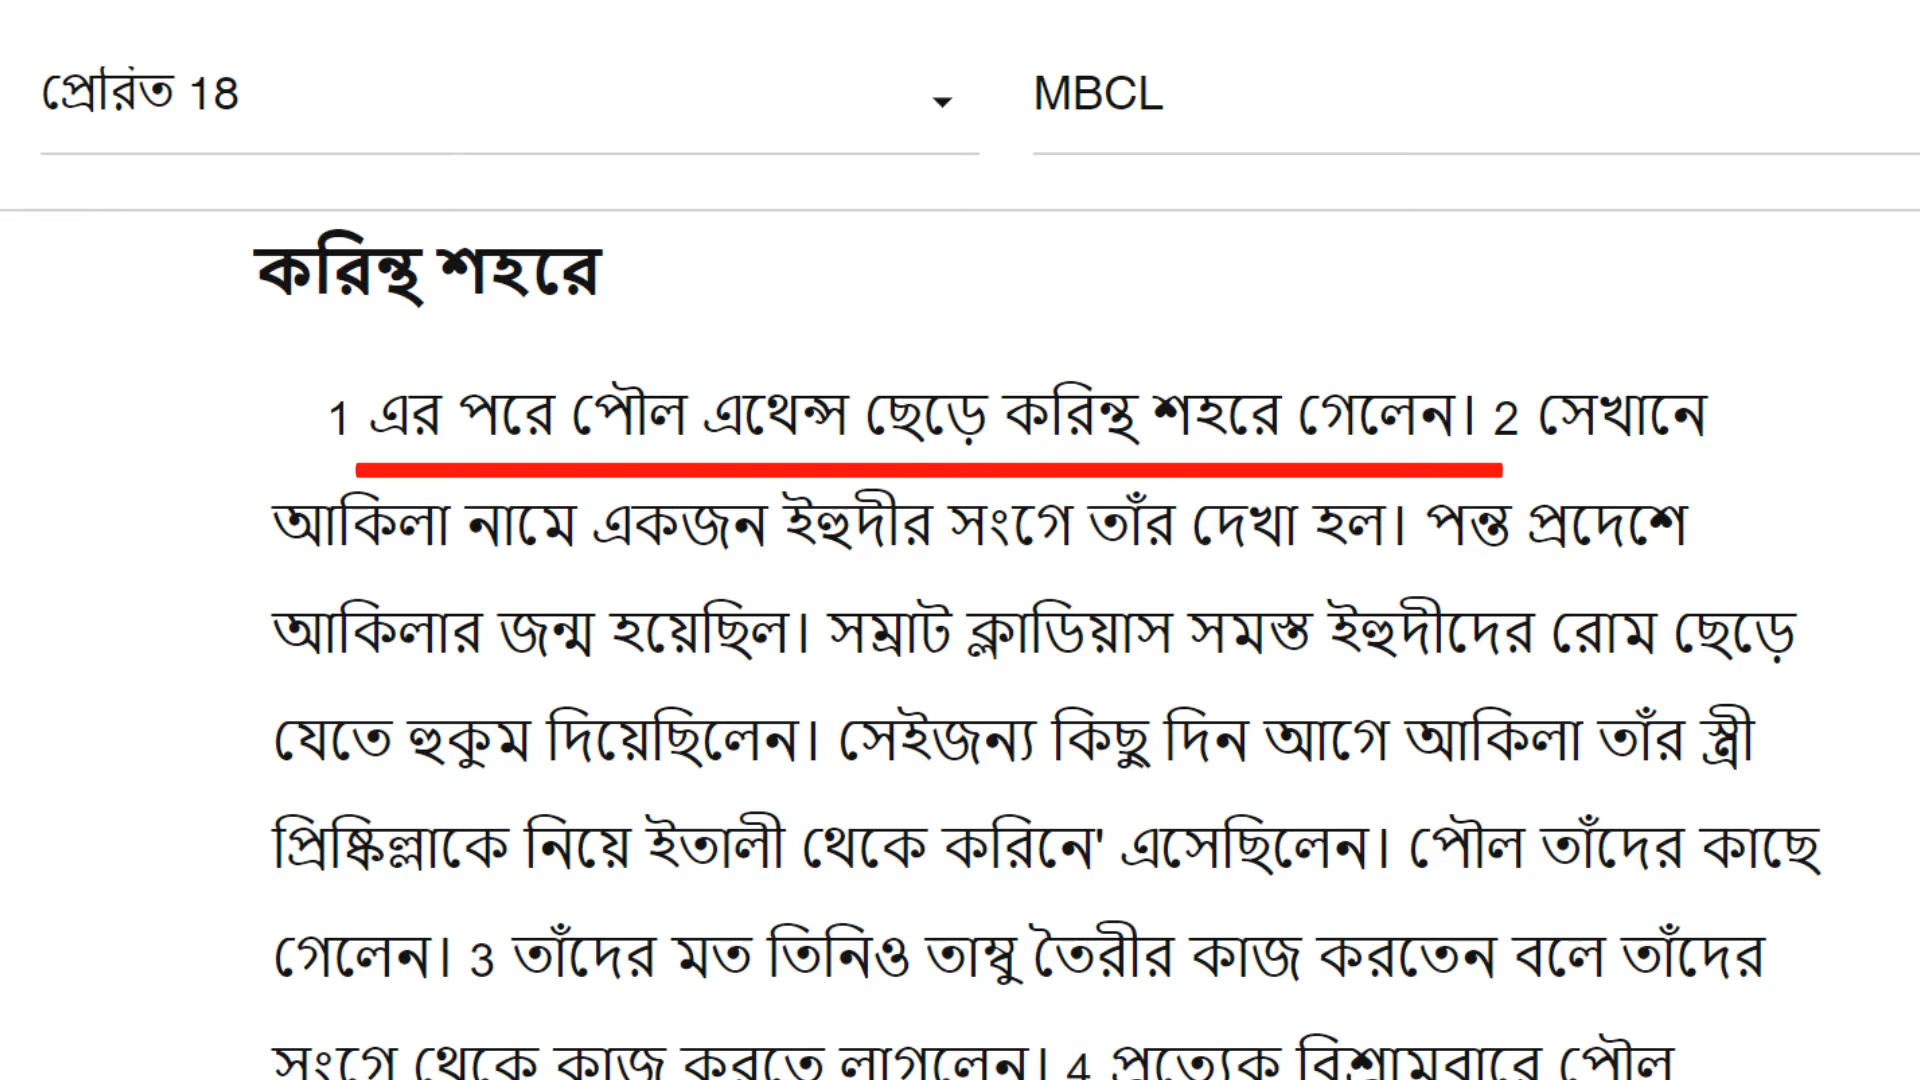 প্রেরিত 18
MBCL
করিন্থ শহরে
1 এর পরে পৌল এথেন্স ছেড়ে করিন্থ শহরে গেলেন। 2 সেখানে
আকিলা নামে একজন ইহুদীর সংগে তাঁর দেখা হল। পন্ত প্রদেশে
আকিলার জন্ম হয়েছিল। সম্রাট ক্লাডিয়াস সমস্ত ইহুদীদের রোম ছেড়ে
যেতে হুকুম দিয়েছিলেন। সেইজন্য কিছু দিন আগে আকিলা তাঁর স্ত্রী
প্রিষ্কিল্লাকে নিয়ে ইতালী থেকে করিনে' এসেছিলেন। পৌল তাঁদের কাছে
গেলেন। 3 তাঁদের মত তিনিও তাম্বু তৈরীর কাজ করতেন বলে তাঁদের
সংগে থেকে কাজ করতে লাগলেন। 4 প্রত্যেক বিশ্রামবারে পৌল